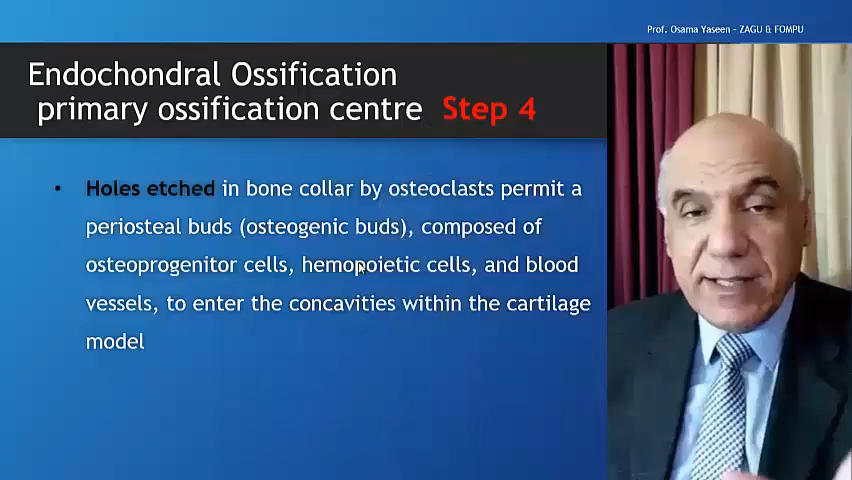 Prof. Osama Yaseen – ZAGU & FOMPU
Endochondral Ossification
primary ossification centre Step 4
• Holes etched in bone collar by osteoclasts permit a
periosteal buds (osteogenic buds), composed of
osteoprogenitor cells, hemopoietic cells, and blood
vessels, to enter the concavities within the cartilage
model